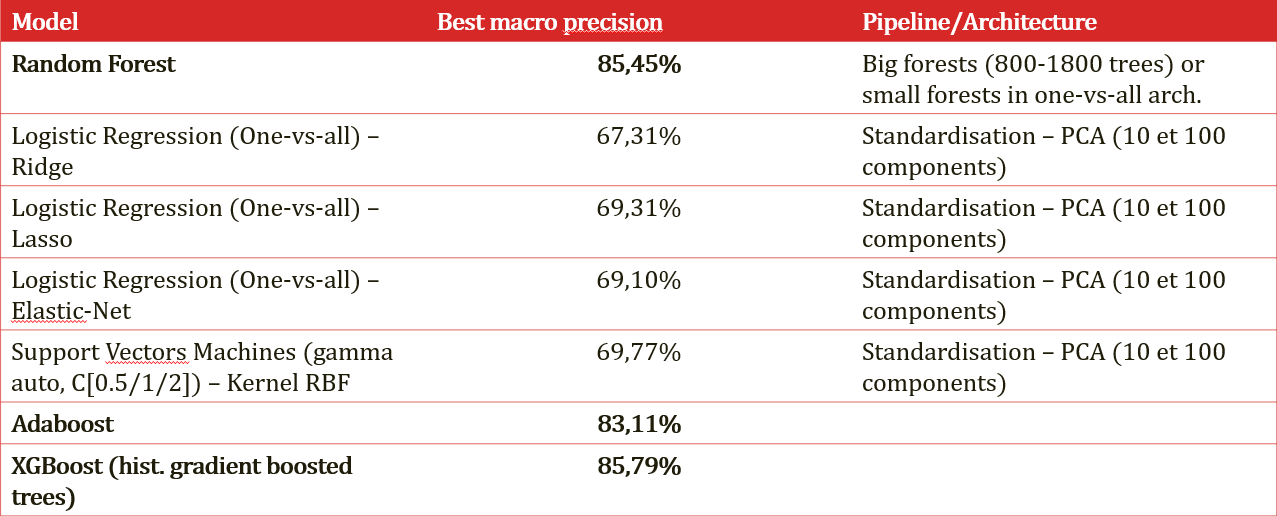 Model Best macro precision Pipeline/Architecture
Random Forest 85,45% Big forests (800-1800 trees) or
small forests in one-vs-all arch.
Logistic Regression (One-vs-all) – 67,31% Standardisation – PCA (10 et 100
Ridge components)
Logistic Regression (One-vs-all) – 69,31% Standardisation – PCA (10 et 100
Lasso components)
Logistic Regression (One-vs-all) – 69,10% Standardisation – PCA (10 et 100
Elastic-Net components)
Support Vectors Machines (gamma 69,77% Standardisation – PCA (10 et 100
auto, C[0.5/1/2]) – Kernel RBF components)
Adaboost 83,11%
XGBoost (hist. gradient boosted 85,79%
trees)